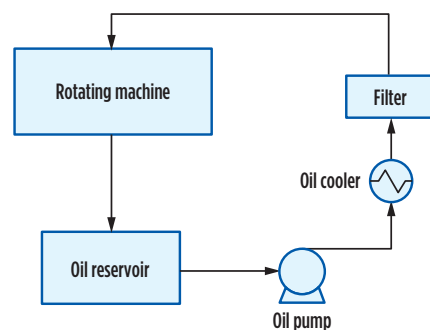 Rotating machine
Filter
Oil cooler
Oil reservoir
Oil pump